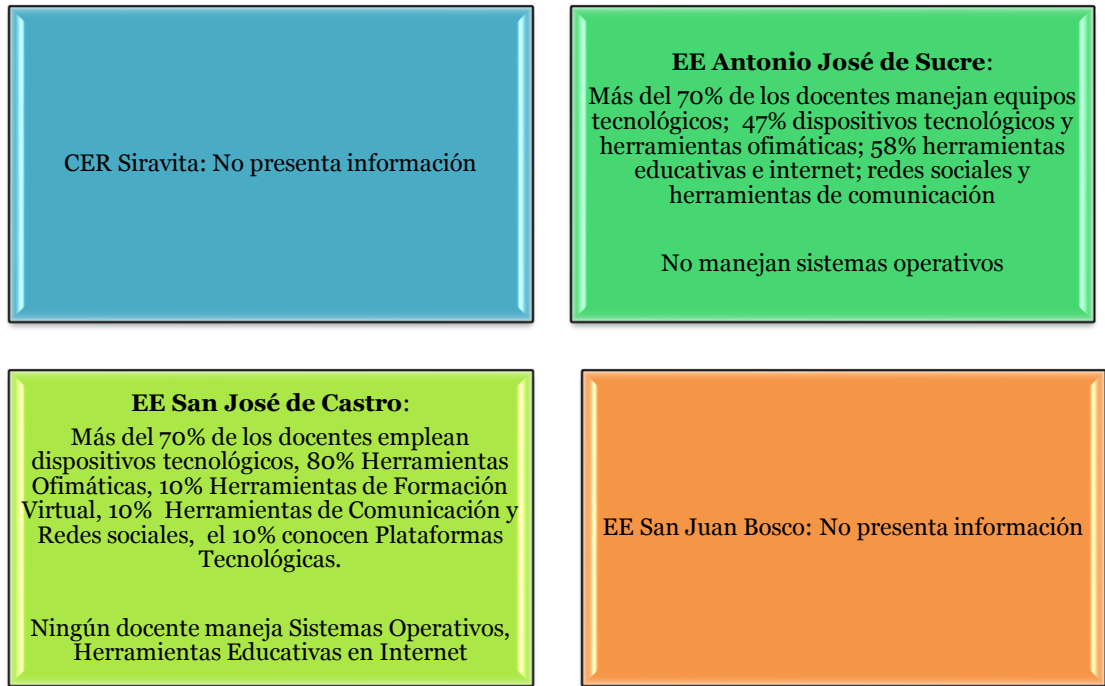 CER Siravita: No presenta información
EE Antonio José de Sucre:
Más del 70% de los docentes manejan equipos
tecnológicos;  47% dispositivos tecnológicos y
herramientas ofimáticas; 58% herramientas
educativas e internet; redes sociales y
herramientas de comunicación
No manejan sistemas operativos
EE San José de Castro:
Más del 70% de los docentes emplean
dispositivos tecnológicos, 80% Herramientas
Ofimáticas, 10% Herramientas de Formación
Virtual, 10%  Herramientas de Comunicación y
Redes sociales,  el 10% conocen Plataformas
Tecnológicas.
Ningún docente maneja Sistemas Operativos,
Herramientas Educativas en Internet
EE San Juan Bosco: No presenta información